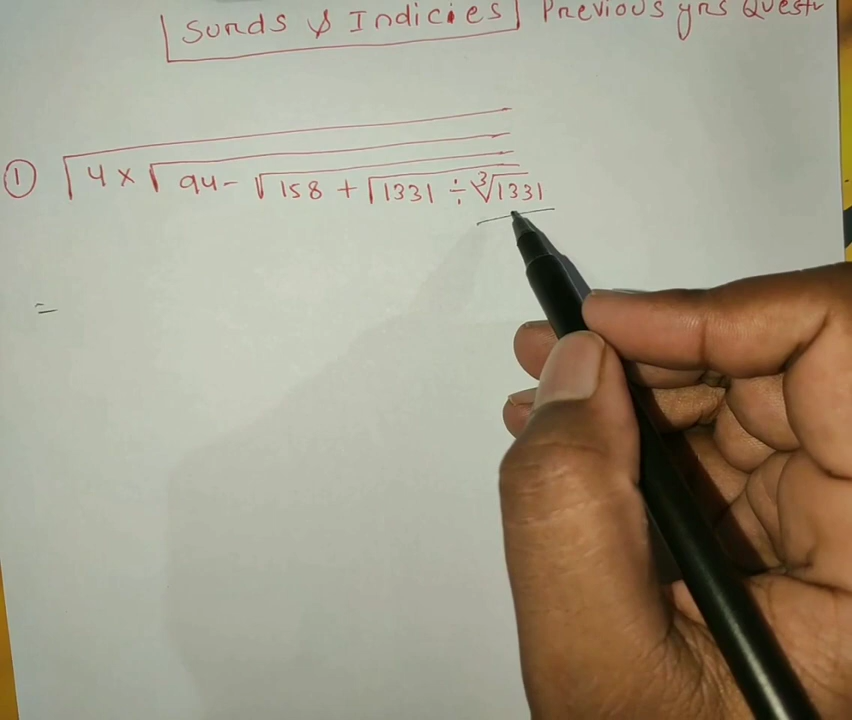 Surds & Indicies Previous yrs Questi
① √4 × √94 - √158 + √1331 ÷ ∛1331
=